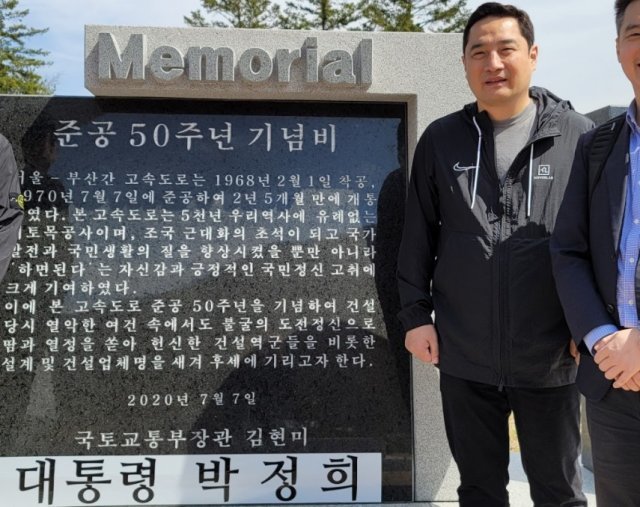 Memorial
준공 50주년 기념비
서울-부산간 고속도로는 1968년 2월 1일 착공,
1970년 7월 7일에 준공하여 2년 5개월 만에 개통
였다. 본 고속도로는 5천년 우리역사에 유례없는
토목공사이며, 조국 근대화의 초석이 되고 국가
발전과 국민생활의 질을 향상시켰을 뿐만 아니라
하면된다'는 자신감과 긍정적인 국민정신 고취에
크게 기여하였다.
이에 본 고속도로 준공 50주년을 기념하여 건설
당시 열악한 여건 속에서도 불굴의 도전정신으로
땀과 열정을 쏟아 헌신한 건설역군들을 비롯한
설계 및 건설업체명을 새겨 후세에 기리고자 한다.
2020년 7월 7일
국토교통부장관 김현미
대통령 박정희